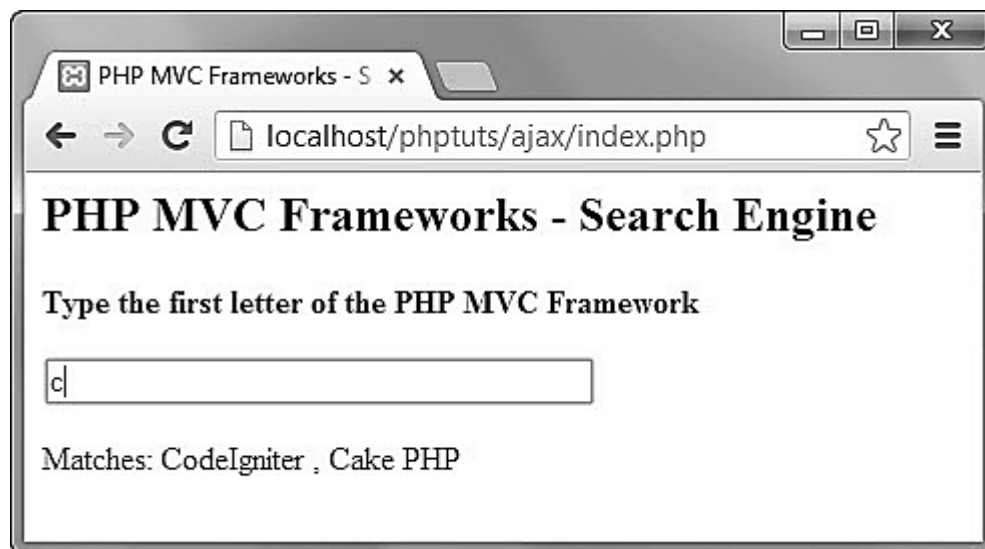 PHP MVC Frameworks - S
localhost/phptuts/ajax/index.php
PHP MVC Frameworks - Search Engine
Type the first letter of the PHP MVC Framework
c
Matches: CodeIgniter , Cake PHP